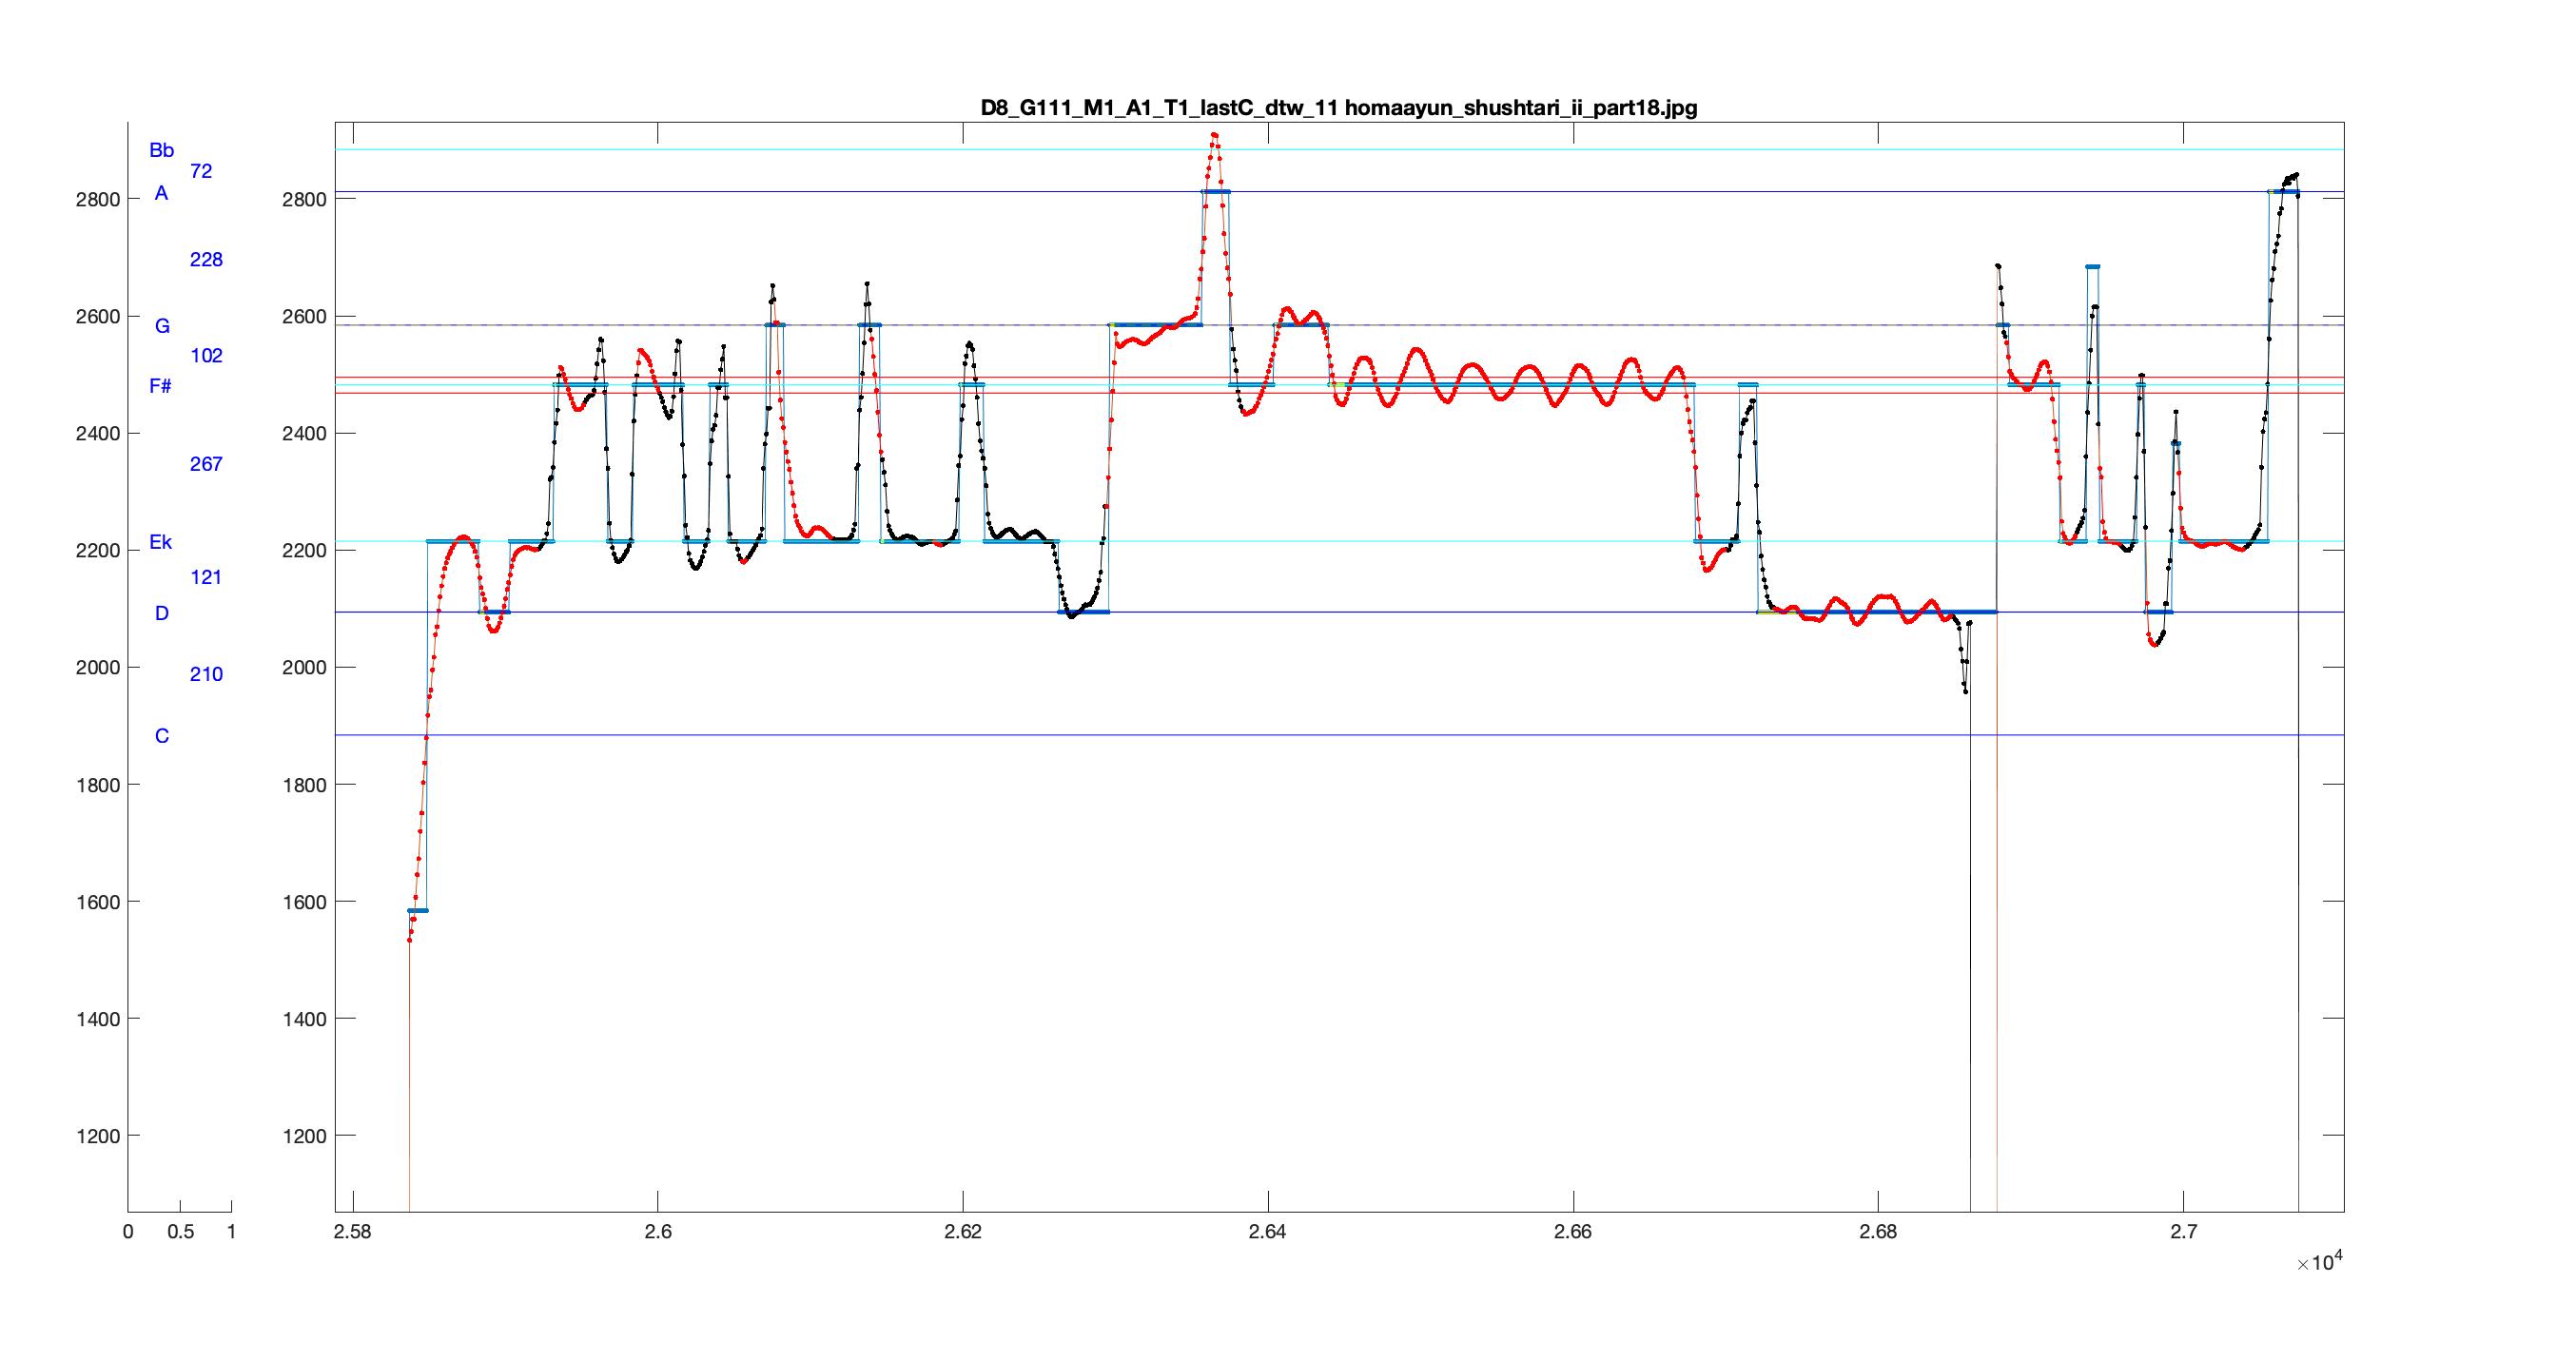 D8_G111_M1_A1_T1_lastC_dtw_11 homaayun_shushtari_ii_part18.jpg
Bb
72
2800 A 2800
228
2600 G 2600
102
F#
2400 2400
267
2200 Ek 2200
121
D
2000 2000
210
C
1800 1800
1600 1600
1400 1400
1200 1200
0 0.5 1 2.58 2.6 2.62 2.64 2.66 2.68 2.7
×10^4